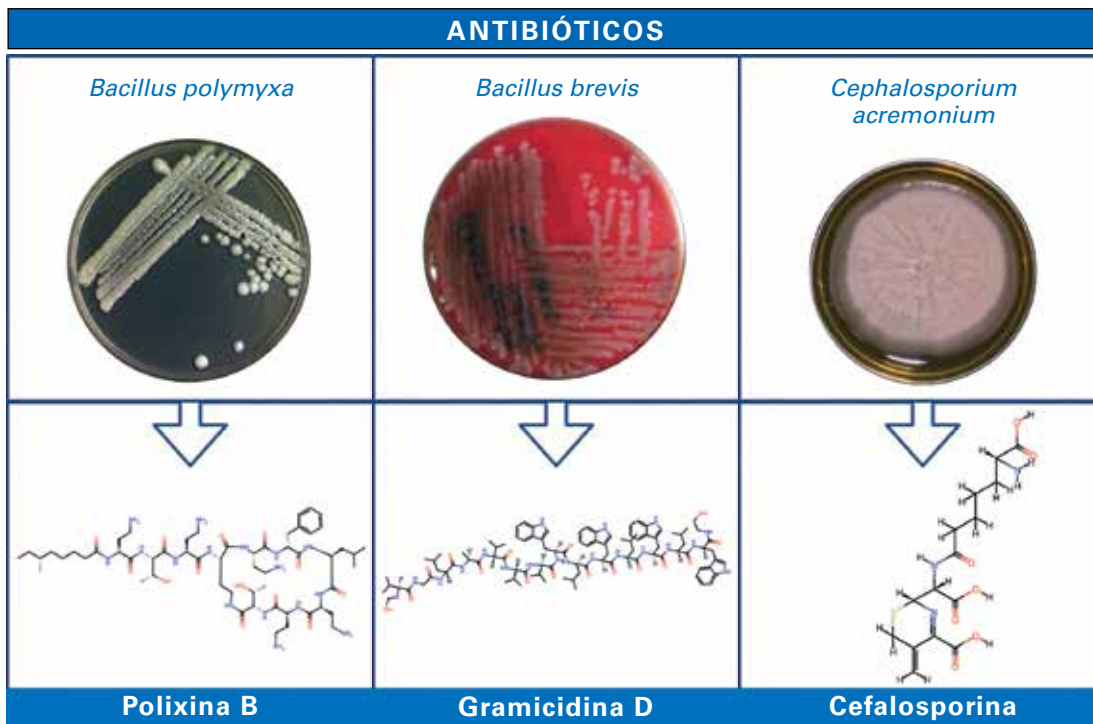 ANTIBIÓTICOS
Bacillus polymyxa
Bacillus brevis
Cephalosporium
acremonium
Polixina B
Gramicidina D
Cefalosporina